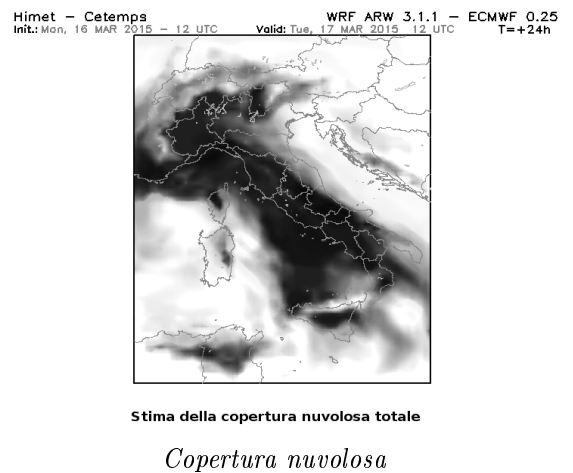 Himet – Cetemps WRF ARW 3.1.1 – ECMWF 0.25
Init.: Mon, 16 MAR 2015 – 12 UTC Valid: Tue, 17 MAR 2015 12 UTC T=+24h
Stima della copertura nuvolosa totale
Copertura nuvolosa